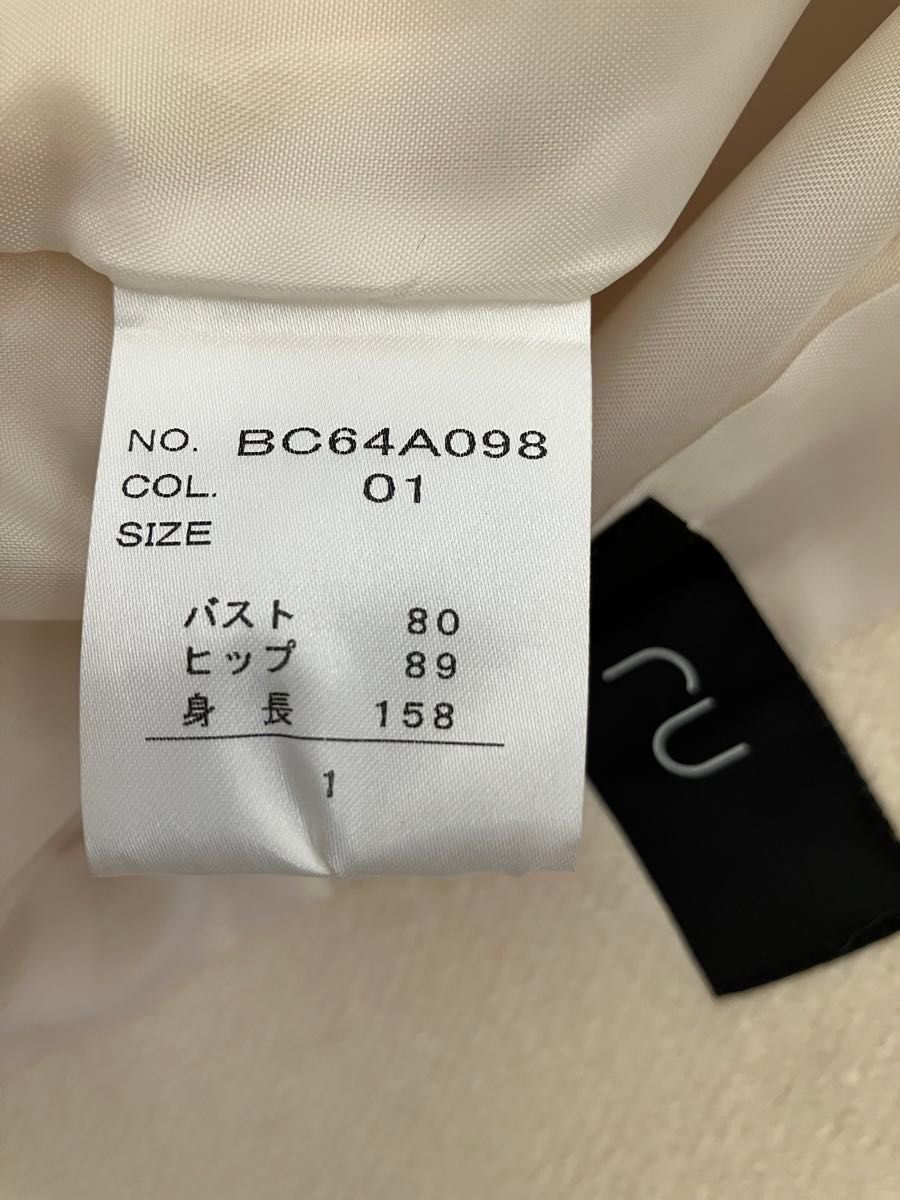 NO. BC64A098
COL. 01
SIZE
バスト 80
ヒップ 89
身 長 158
1
ru